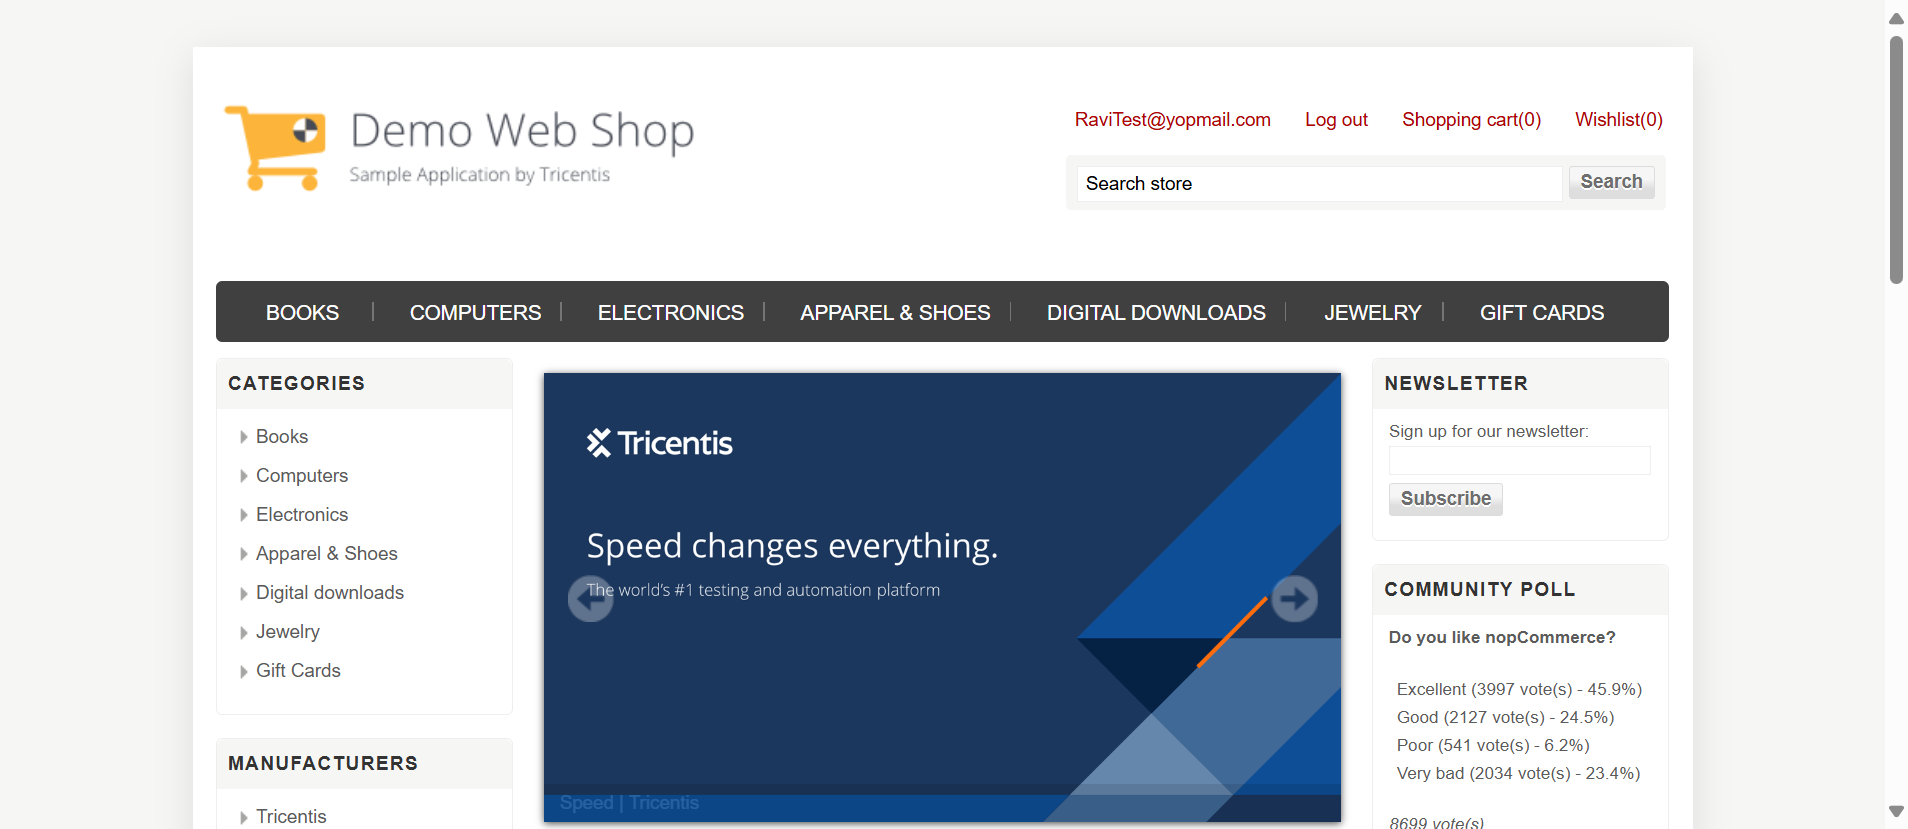 Demo Web Shop
Sample Application by Tricentis
RaviTest@yopmail.com Log out Shopping cart(0) Wishlist(0)
Search store Search
BOOKS COMPUTERS ELECTRONICS APPAREL & SHOES DIGITAL DOWNLOADS JEWELRY GIFT CARDS
CATEGORIES
Books
Computers
Electronics
Apparel & Shoes
Digital downloads
Jewelry
Gift Cards
MANUFACTURERS
Tricentis
Tricentis
Speed changes everything.
The world's #1 testing and automation platform
Speed | Tricentis
NEWSLETTER
Sign up for our newsletter:
Subscribe
COMMUNITY POLL
Do you like nopCommerce?
Excellent (3997 vote(s) - 45.9%)
Good (2127 vote(s) - 24.5%)
Poor (541 vote(s) - 6.2%)
Very bad (2034 vote(s) - 23.4%)
8699 vote(s)